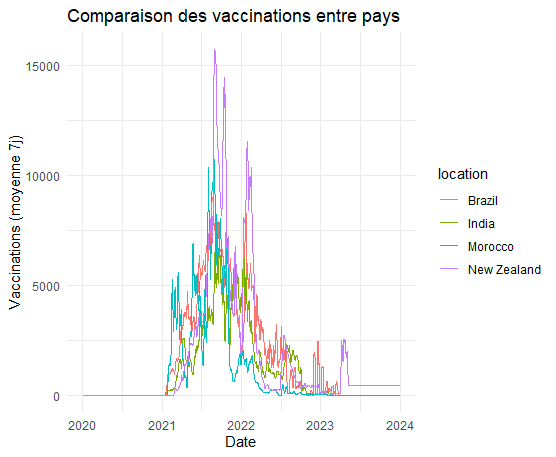 Comparaison des vaccinations entre pays
Vaccinations (moyenne 7j)
15000
10000
5000
0
2020
2021
2022
2023
2024
Date
location
Brazil
India
Morocco
New Zealand